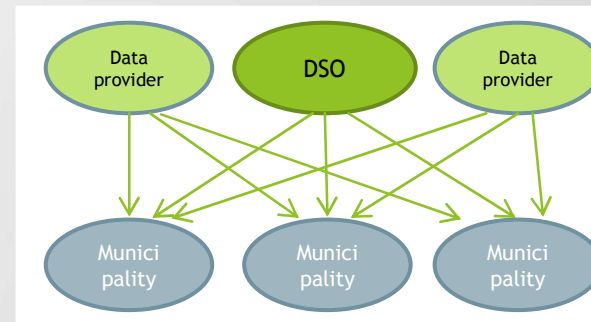 Data
provider
DSO
Data
provider
Munici
pality
Munici
pality
Munici
pality